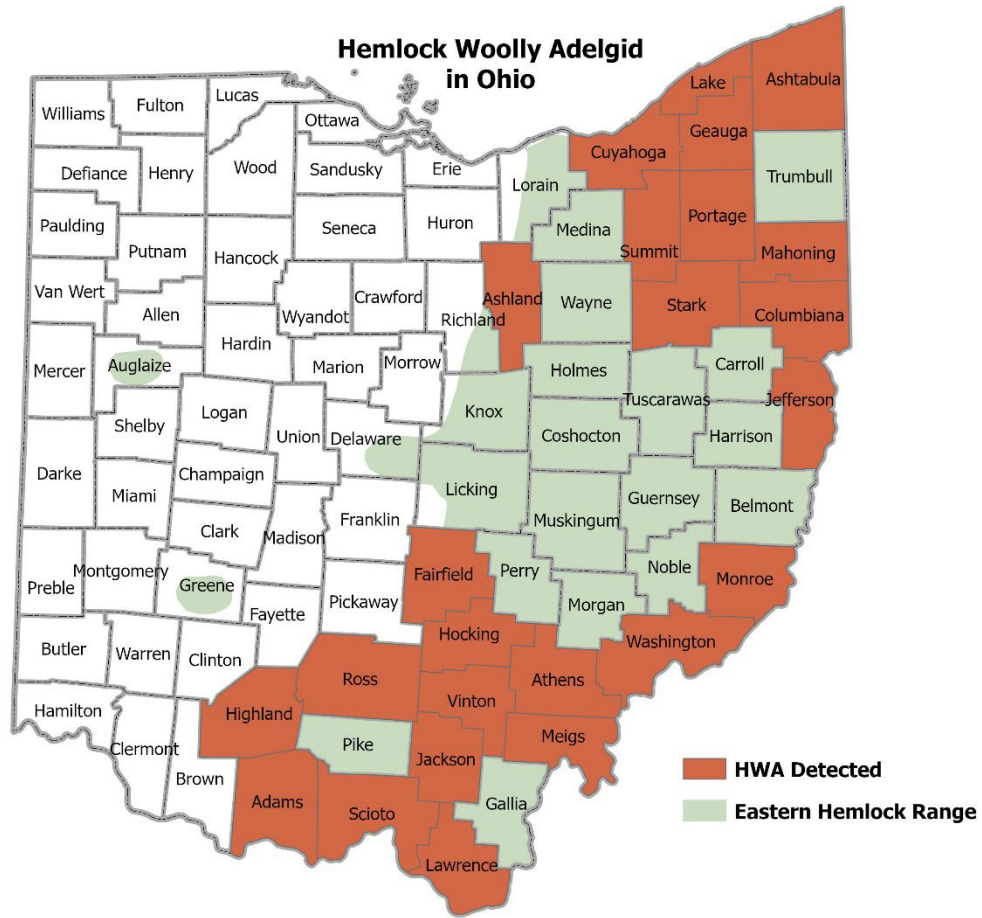 Hemlock Woolly Adelgid
in Ohio
Williams
Fulton
Lucas
Ottawa
Lake
Ashtabula
Geauga
Cuyahoga
Defiance
Henry
Wood
Sandusky
Erie
Lorain
Trumbull
Paulding
Putnam
Hancock
Seneca
Huron
Medina
Summit
Portage
Mahoning
Van Wert
Allen
Wyandot
Crawford
Richland
Ashland
Wayne
Stark
Columbiana
Mercer
Auglaize
Hardin
Marion
Morrow
Holmes
Tuscarawas
Carroll
Jefferson
Shelby
Logan
Union
Delaware
Knox
Coshocton
Harrison
Darke
Miami
Champaign
Licking
Muskingum
Guernsey
Belmont
Clark
Madison
Franklin
Preble
Montgomery
Greene
Fayette
Pickaway
Fairfield
Perry
Morgan
Noble
Monroe
Butler
Warren
Clinton
Hocking
Washington
Ross
Vinton
Athens
Hamilton
Clermont
Highland
Pike
Jackson
Meigs
Brown
Adams
Scioto
Gallia
Lawrence
HWA Detected
Eastern Hemlock Range